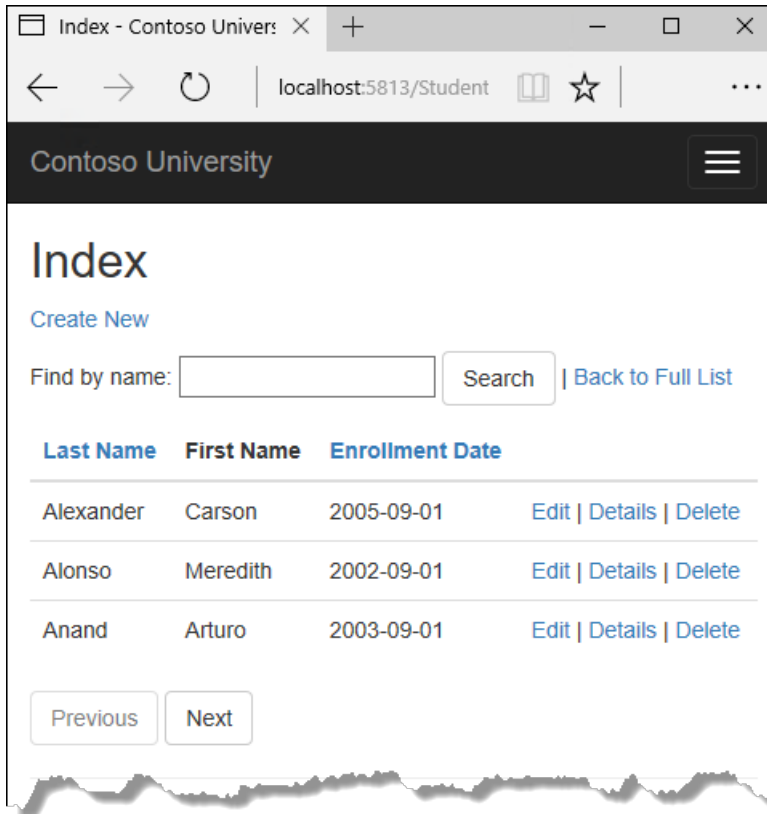 Index - Contoso Univers
localhost:5813/Student
Contoso University
Index
Create New
Find by name: Search | Back to Full List
Last Name First Name Enrollment Date
Alexander Carson 2005-09-01 Edit | Details | Delete
Alonso Meredith 2002-09-01 Edit | Details | Delete
Anand Arturo 2003-09-01 Edit | Details | Delete
Previous Next